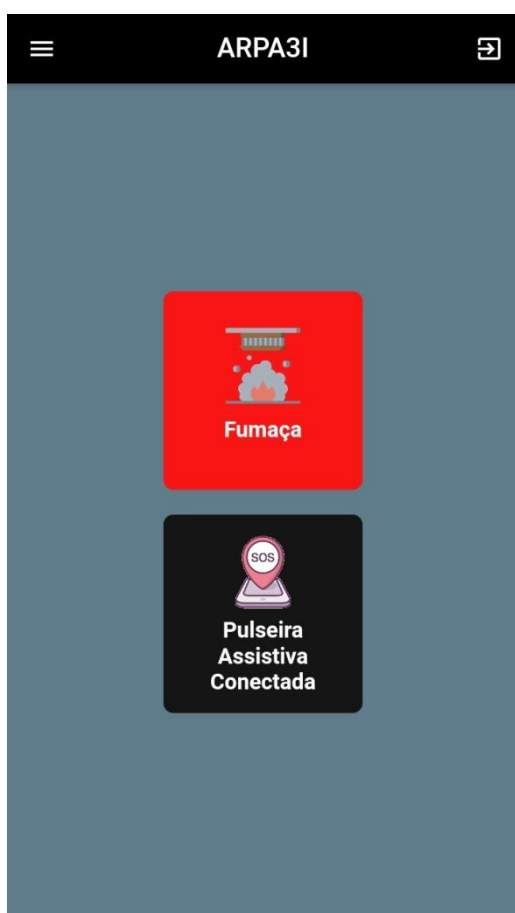 ARPA3I
Fumaça
SOS
Pulseira
Assistiva
Conectada